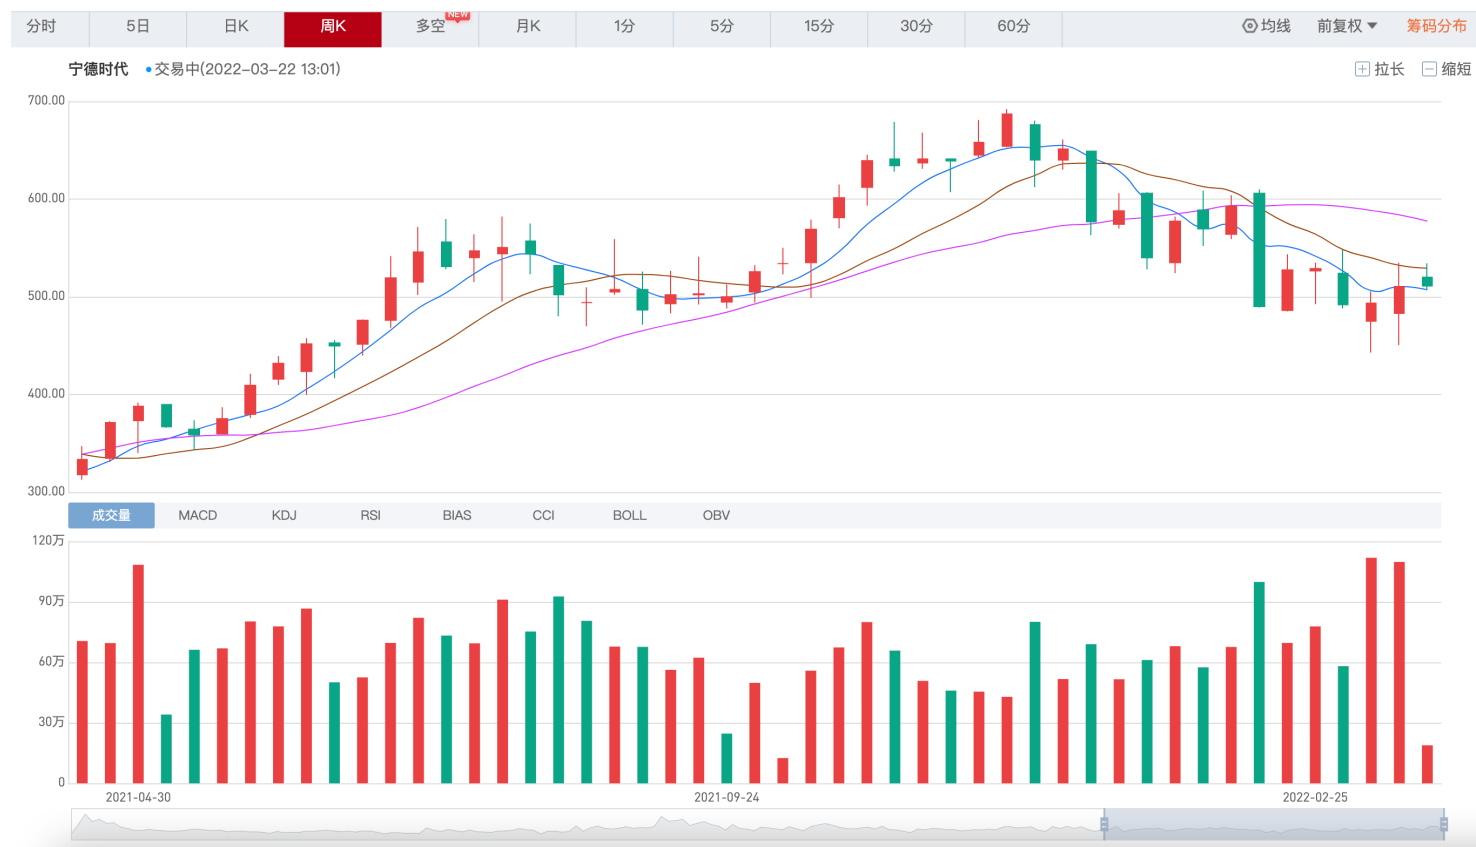 分时 5日 日K 周K 多空 NEW 月K 1分 5分 15分 30分 60分 均线 前复权 筹码分布
宁德时代 交易中(2022-03-22 13:01) 拉长 缩短
700.00
600.00
500.00
400.00
300.00
成交量 MACD KDJ RSI BIAS CCI BOLL OBV
120万
90万
60万
30万
0
2021-04-30 2021-09-24 2022-02-25